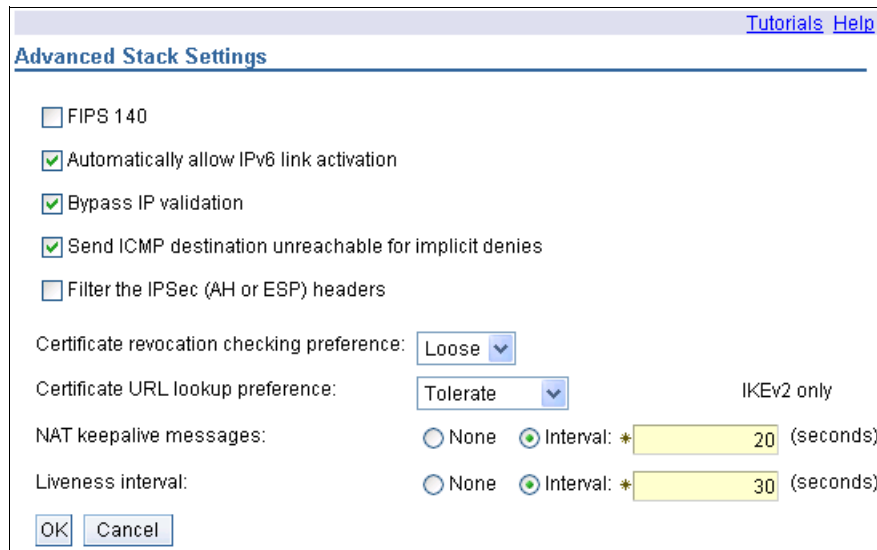 Tutorials Help
Advanced Stack Settings
FIPS 140
Automatically allow IPv6 link activation
Bypass IP validation
Send ICMP destination unreachable for implicit denies
Filter the IPSec (AH or ESP) headers
Certificate revocation checking preference: Loose
Certificate URL lookup preference: Tolerate IKEv2 only
NAT keepalive messages: None Interval: * 20 (seconds)
Liveness interval: None Interval: * 30 (seconds)
OK Cancel